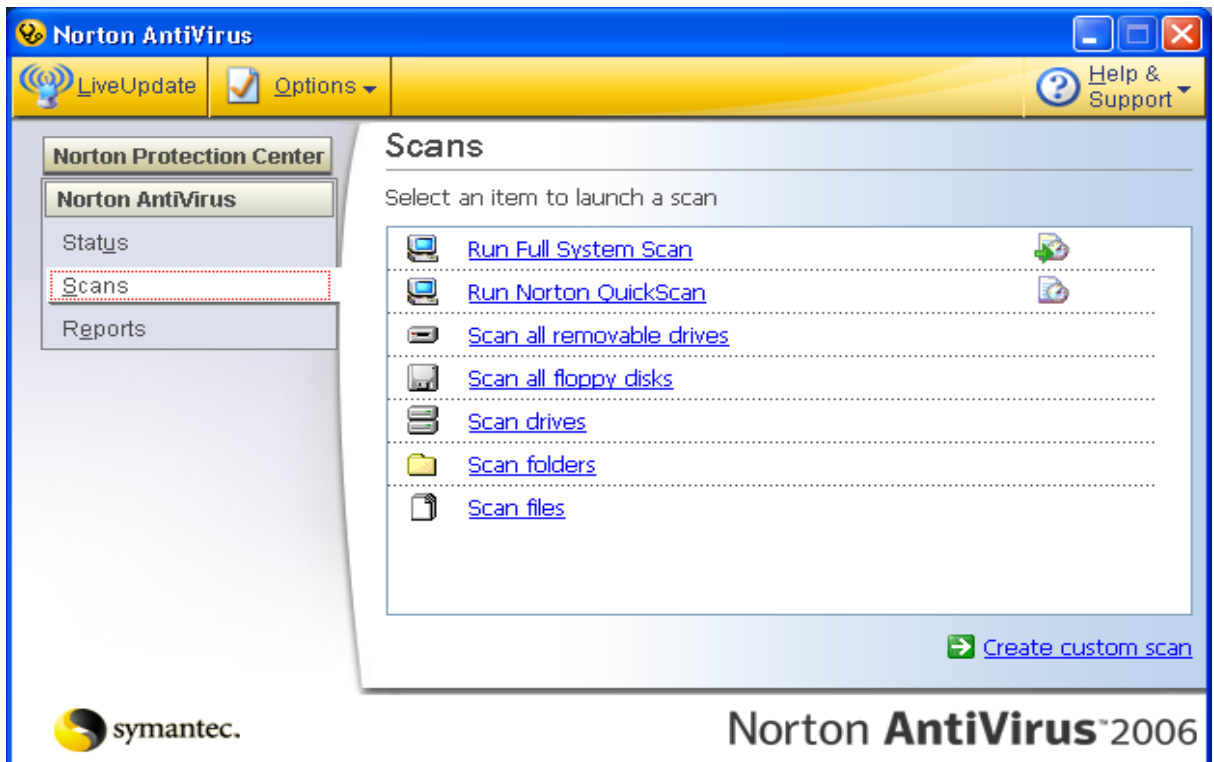 Norton AntiVirus
LiveUpdate
Options
Help &
Support
Norton Protection Center
Norton AntiVirus
Status
Scans
Reports
Scans
Select an item to launch a scan
Run Full System Scan
Run Norton QuickScan
Scan all removable drives
Scan all floppy disks
Scan drives
Scan folders
Scan files
Create custom scan
symantec.
Norton AntiVirus™2006